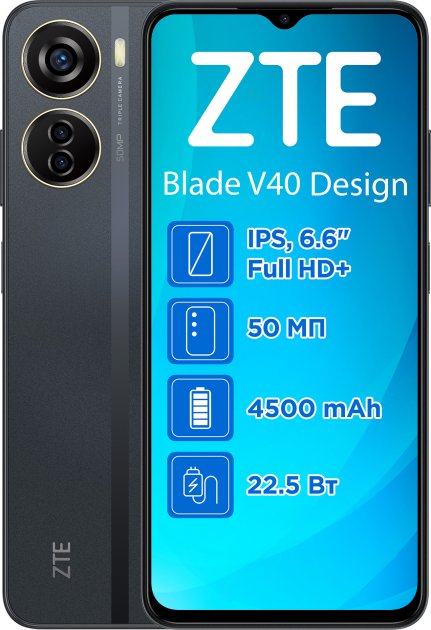 TRIPLE CAMERA
50MP
ZTE
ZTE
Blade V40 Design
IPS, 6.6"
Full HD+
50 МП
4500 mAh
22.5 Вт